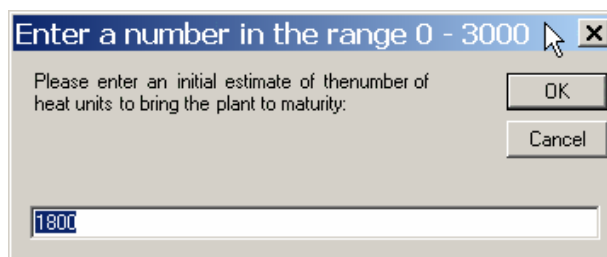 Enter a number in the range 0 - 3000
Please enter an initial estimate of thenumber of
heat units to bring the plant to maturity:
OK
Cancel
1800